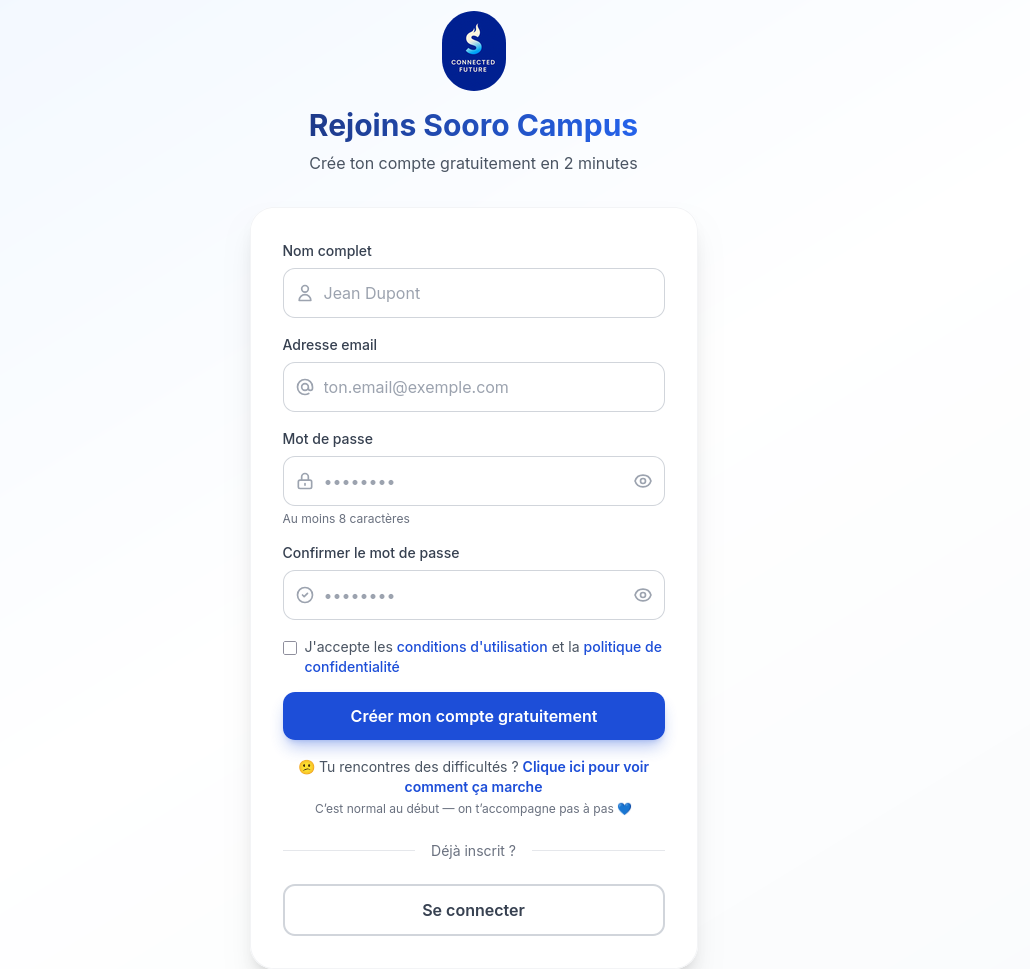 CONNECTED
FUTURE
Rejoins Sooro Campus
Crée ton compte gratuitement en 2 minutes
Nom complet
Jean Dupont
Adresse email
ton.email@exemple.com
Mot de passe
••••••••
Au moins 8 caractères
Confirmer le mot de passe
••••••••
J'accepte les conditions d'utilisation et la politique de
confidentialité
Créer mon compte gratuitement
😕 Tu rencontres des difficultés ? Clique ici pour voir
comment ça marche
C’est normal au début — on t’accompagne pas à pas 💙
Déjà inscrit ?
Se connecter